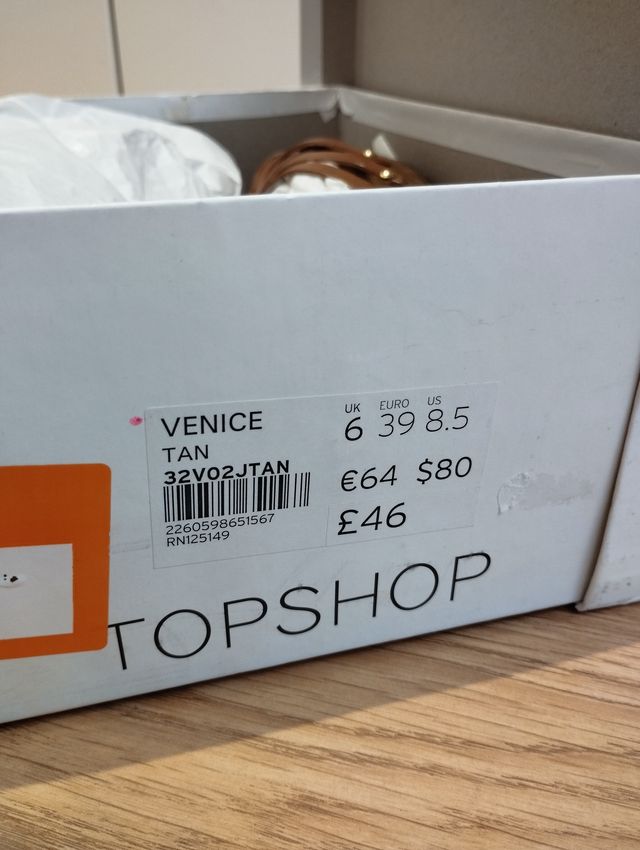 VENICE
TAN
32V02JTAN
2260598651567
RN125149
UK EURO US
6 39 8.5
€64 $80
£46
TOPSHOP